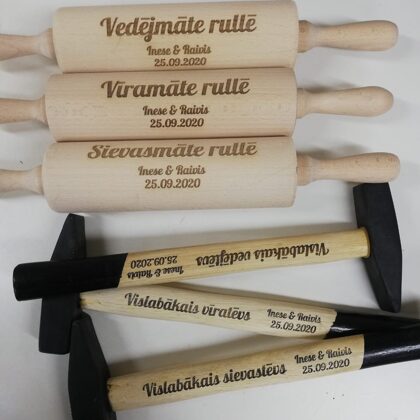 Vedējmāte rullē
Inese & Raivis
25.09.2020
Vīramāte rullē
Inese & Raivis
25.09.2020
Sievasmāte rullē
Inese & Raivis
25.09.2020
Vislabākais vedējtēvs
Inese & Raivis
25.09.2020
Vislabākais vīratēvs
Inese & Raivis
25.09.2020
Vislabākais sievastēvs
Inese & Raivis
25.09.2020